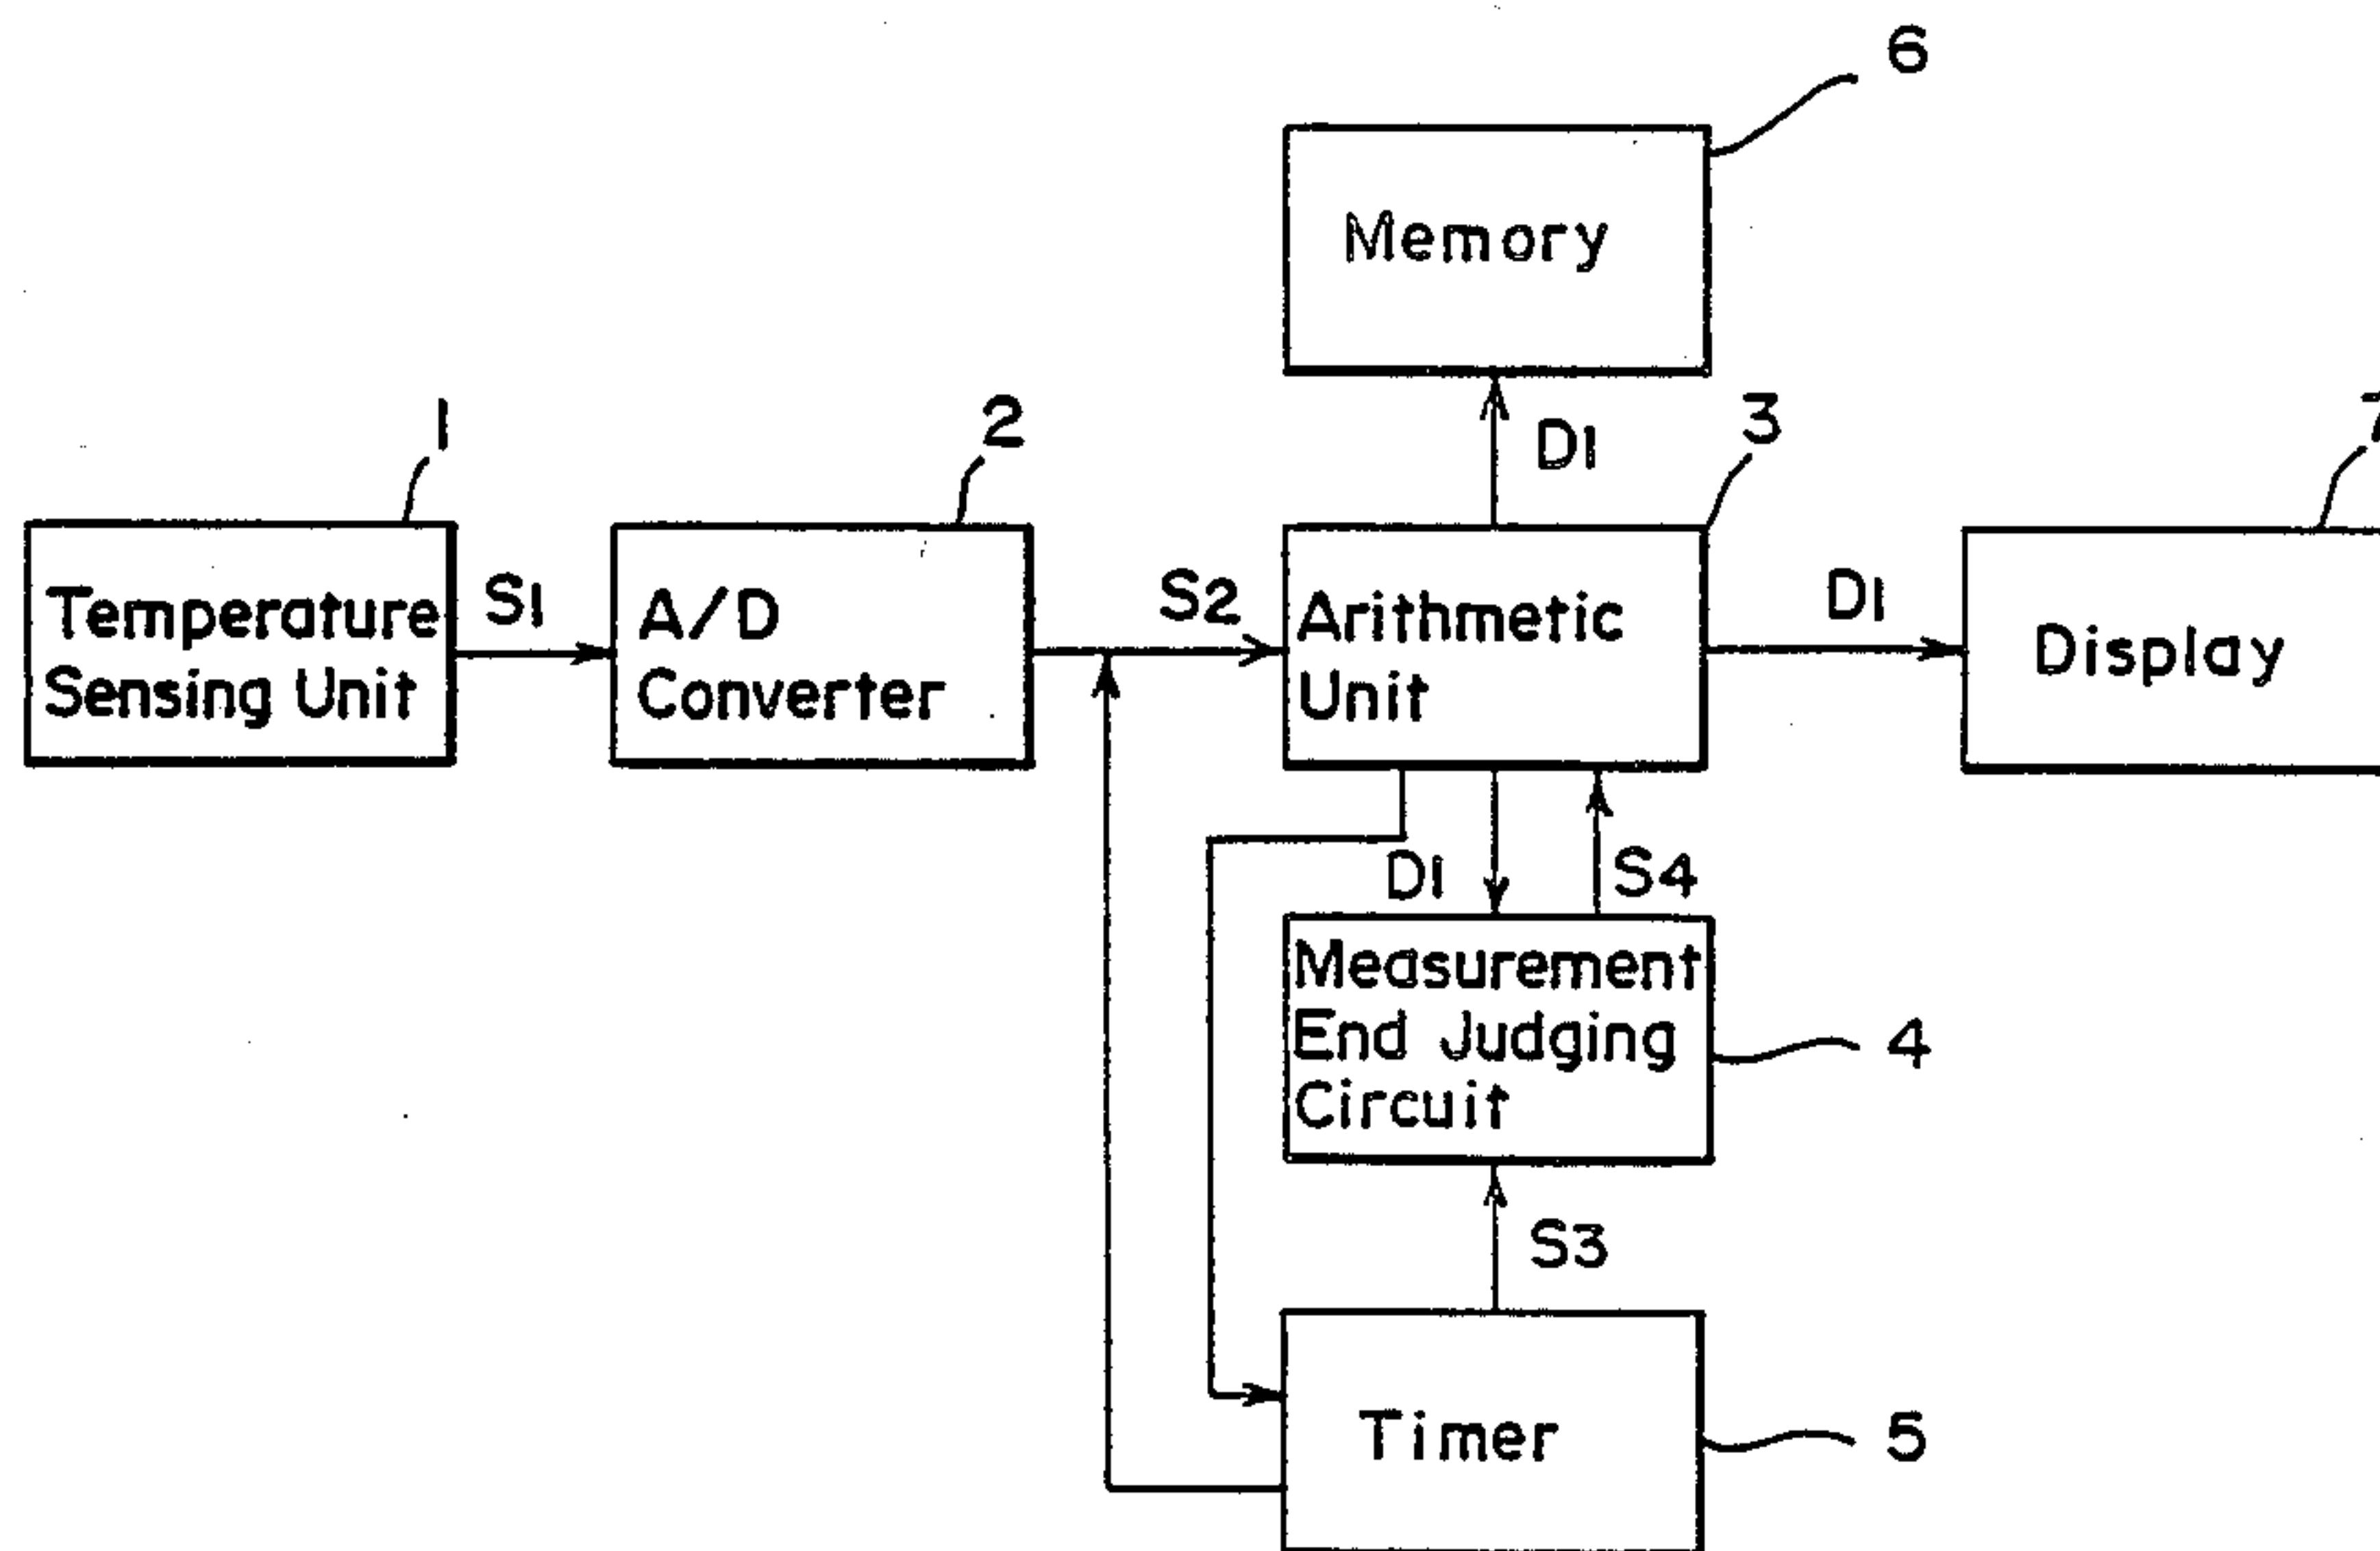 6
Memory
D1
1
2
3
7
Temperature
Sensing Unit
S1
A/D
Converter
S2
Arithmetic
Unit
D1
Display
D1
S4
Measurement
End Judging
Circuit
4
S3
Timer
5